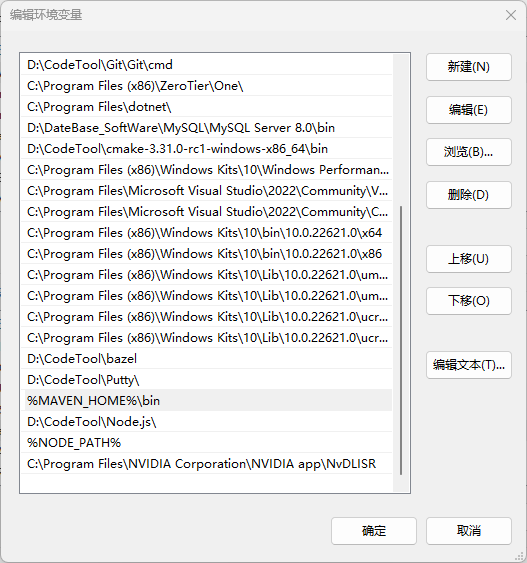 编辑环境变量
D:\CodeTool\Git\Git\cmd
C:\Program Files (x86)\ZeroTier\One\
C:\Program Files\dotnet\
D:\DateBase_SoftWare\MySQL\MySQL Server 8.0\bin
D:\CodeTool\cmake-3.31.0-rc1-windows-x86_64\bin
C:\Program Files (x86)\Windows Kits\10\Windows Performan...
C:\Program Files\Microsoft Visual Studio\2022\Community\V...
C:\Program Files\Microsoft Visual Studio\2022\Community\C...
C:\Program Files (x86)\Windows Kits\10\bin\10.0.22621.0\x64
C:\Program Files (x86)\Windows Kits\10\bin\10.0.22621.0\x86
C:\Program Files (x86)\Windows Kits\10\Lib\10.0.22621.0\um...
C:\Program Files (x86)\Windows Kits\10\Lib\10.0.22621.0\um...
C:\Program Files (x86)\Windows Kits\10\Lib\10.0.22621.0\ucr...
C:\Program Files (x86)\Windows Kits\10\Lib\10.0.22621.0\ucr...
D:\CodeTool\bazel
D:\CodeTool\Putty\
%MAVEN_HOME%\bin
D:\CodeTool\Node.js\
%NODE_PATH%
C:\Program Files\NVIDIA Corporation\NVIDIA app\NvDLISR
新建(N)
编辑(E)
浏览(B)...
删除(D)
上移(U)
下移(O)
编辑文本(T)...
确定
取消